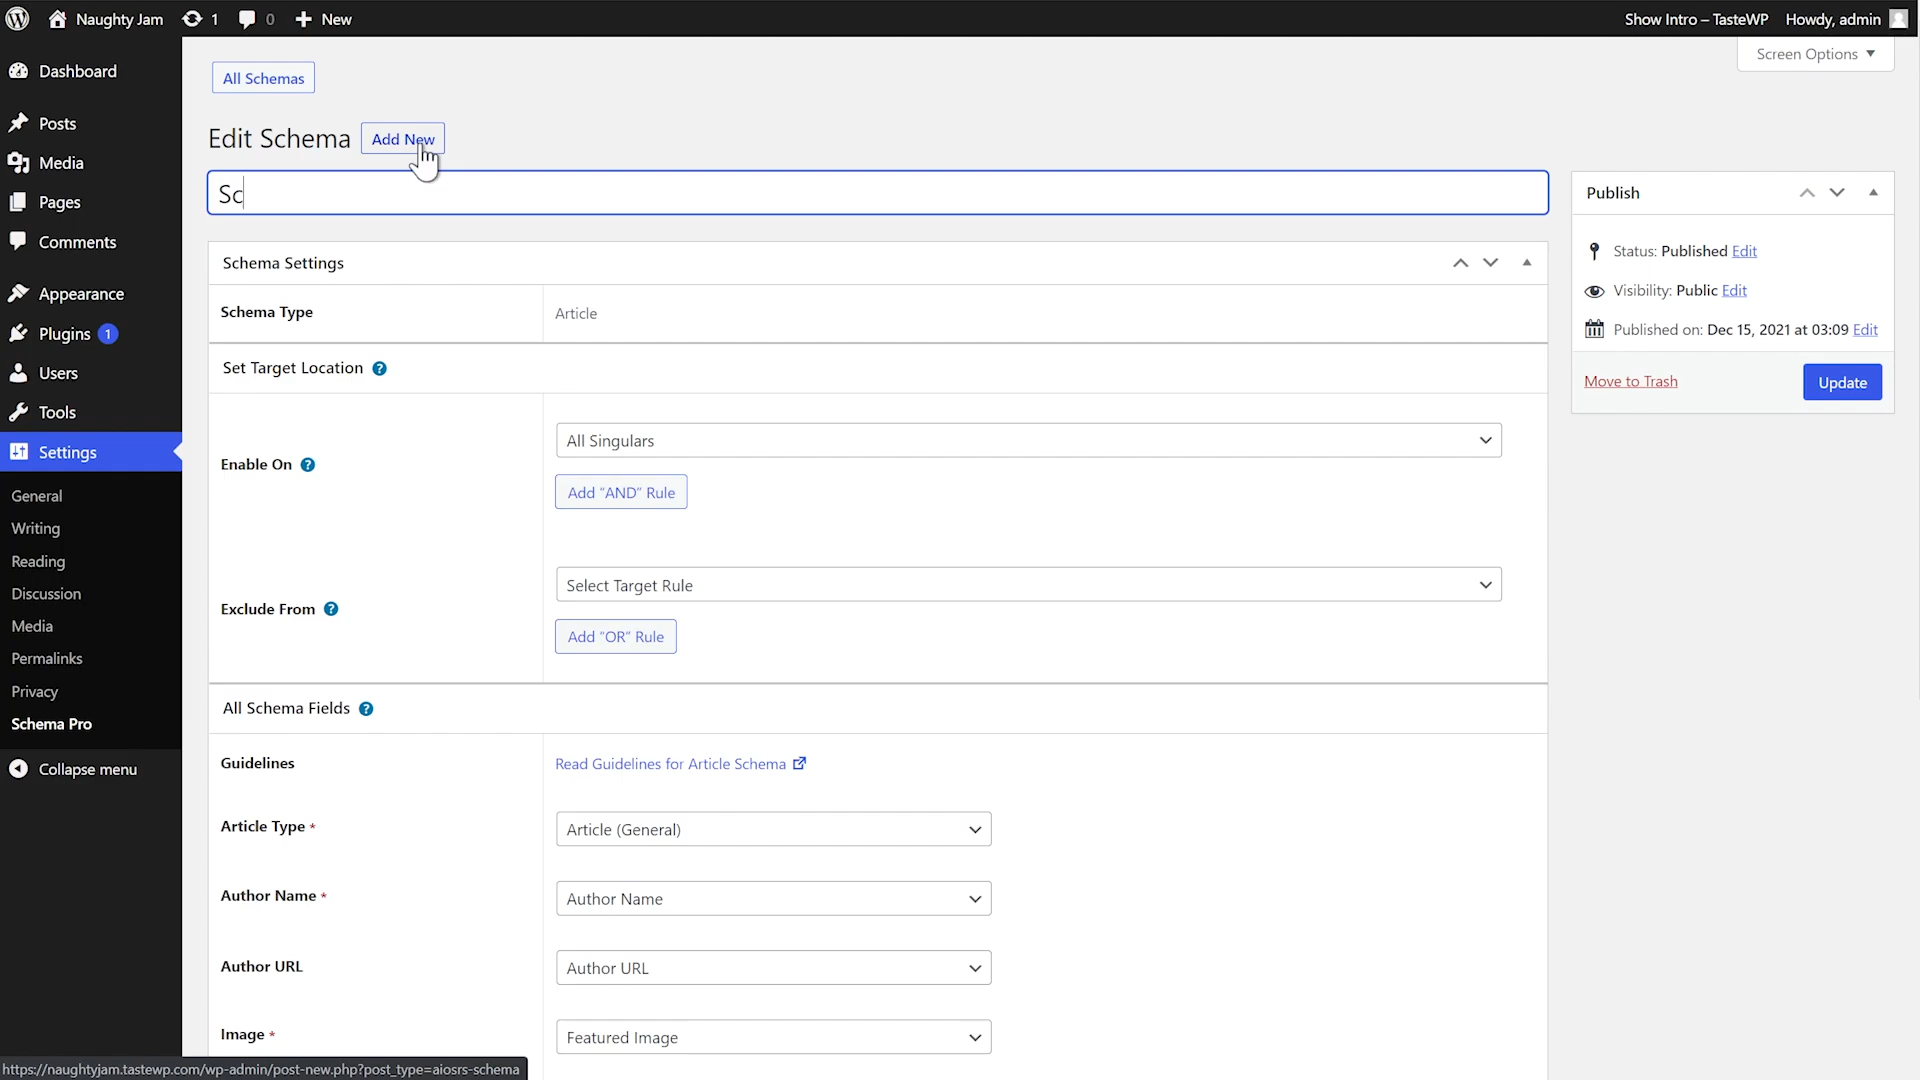 Naughty Jam 1 0 New Show Intro – TasteWP Howdy, admin
Screen Options
Dashboard
Posts
Media
Pages
Comments
Appearance
Plugins 1
Users
Tools
Settings
General
Writing
Reading
Discussion
Media
Permalinks
Privacy
Schema Pro
Collapse menu
All Schemas
Edit Schema Add New
Sc
Schema Settings
Schema Type Article
Set Target Location ?
Enable On ? All Singulars
Add “AND” Rule
Exclude From ? Select Target Rule
Add “OR” Rule
All Schema Fields ?
Guidelines Read Guidelines for Article Schema
Article Type * Article (General)
Author Name * Author Name
Author URL Author URL
Image * Featured Image
Publish
Status: Published Edit
Visibility: Public Edit
Published on: Dec 15, 2021 at 03:09 Edit
Move to Trash Update
https://naughtyjam.tastewp.com/wp-admin/post-new.php?post_type=aiosrs-schema